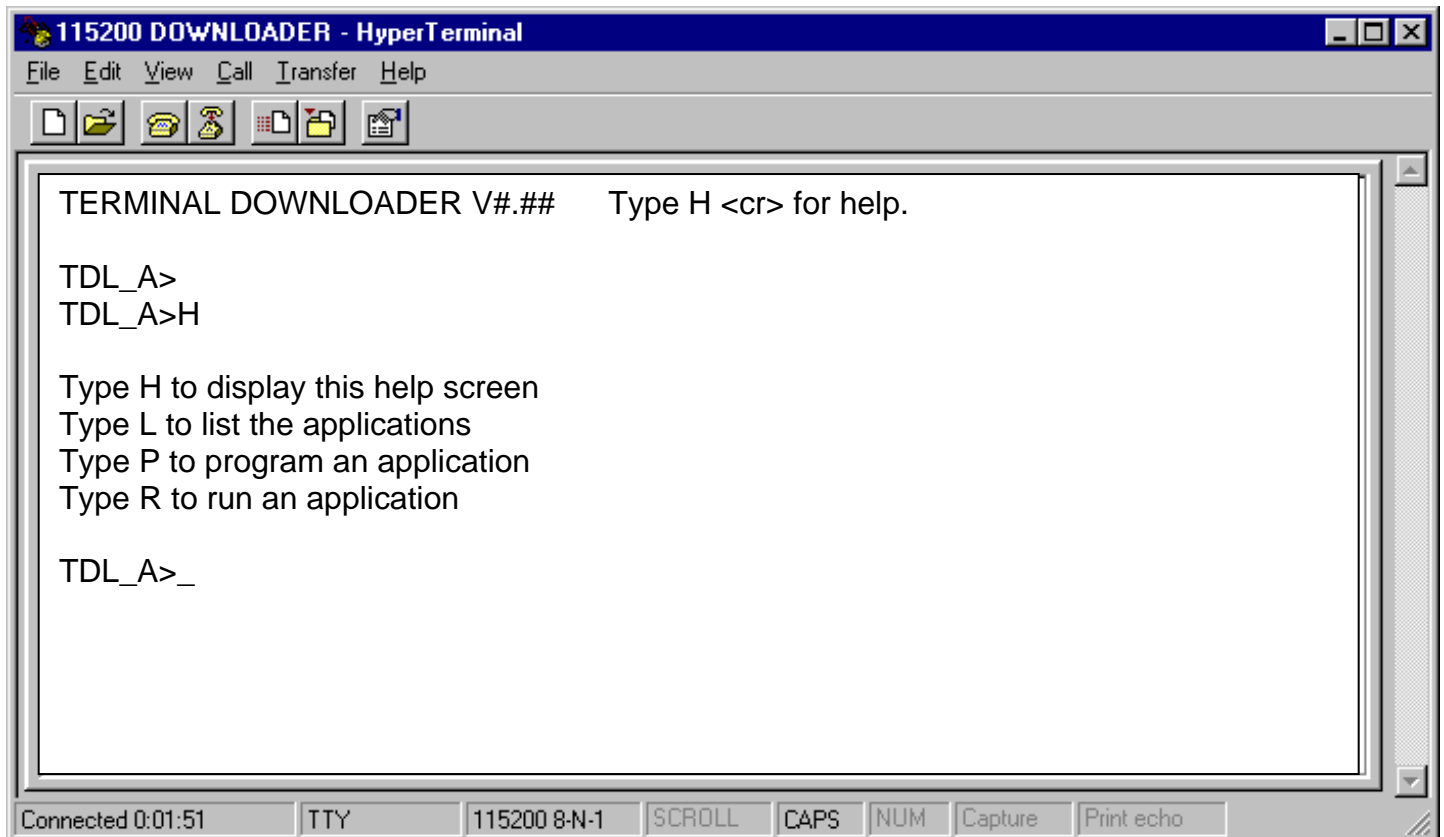 115200 DOWNLOADER - HyperTerminal
File Edit View Call Transfer Help
TERMINAL DOWNLOADER V#.## Type H <cr> for help.
TDL_A>
TDL_A>H
Type H to display this help screen
Type L to list the applications
Type P to program an application
Type R to run an application
TDL_A>_
Connected 0:01:51 TTY 115200 8-N-1 SCROLL CAPS NUM Capture Print echo